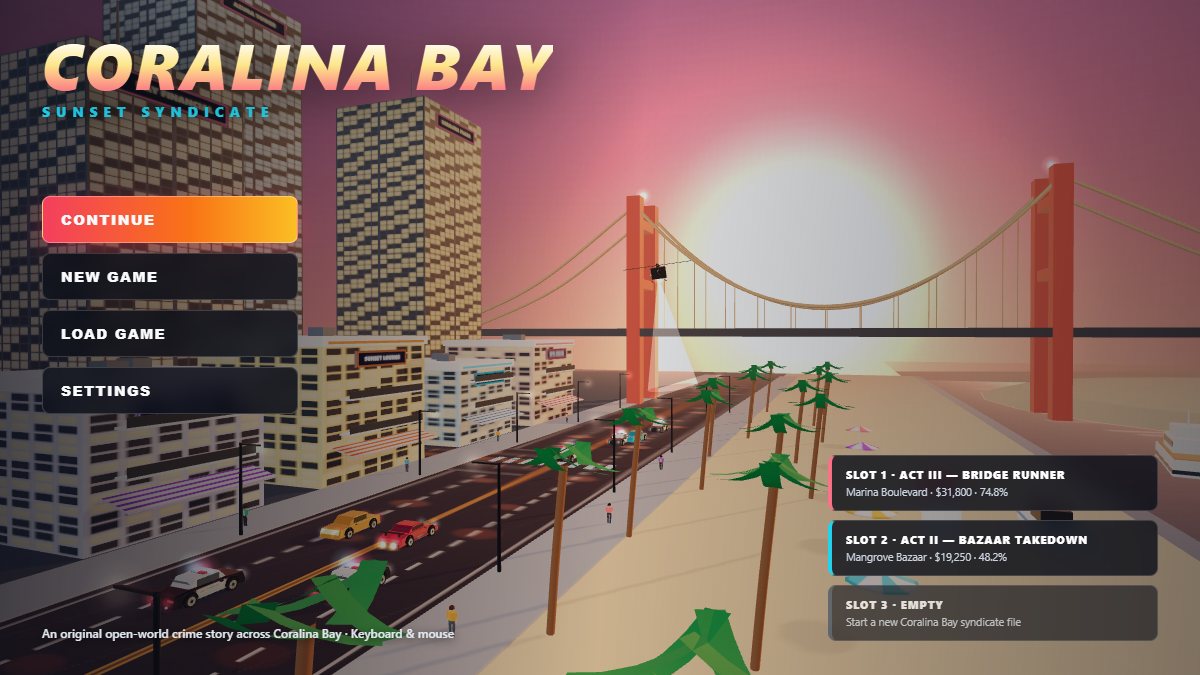 CORALINA BAY
SUNSET SYNDICATE
CONTINUE
NEW GAME
LOAD GAME
SETTINGS
SUNSET LOUNGE
SLOT 1 · ACT III — BRIDGE RUNNER
Marina Boulevard · $31,800 · 74.8%
SLOT 2 · ACT II — BAZAAR TAKEDOWN
Mangrove Bazaar · $19,250 · 48.2%
SLOT 3 · EMPTY
Start a new Coralina Bay syndicate file
An original open-world crime story across Coralina Bay · Keyboard & mouse